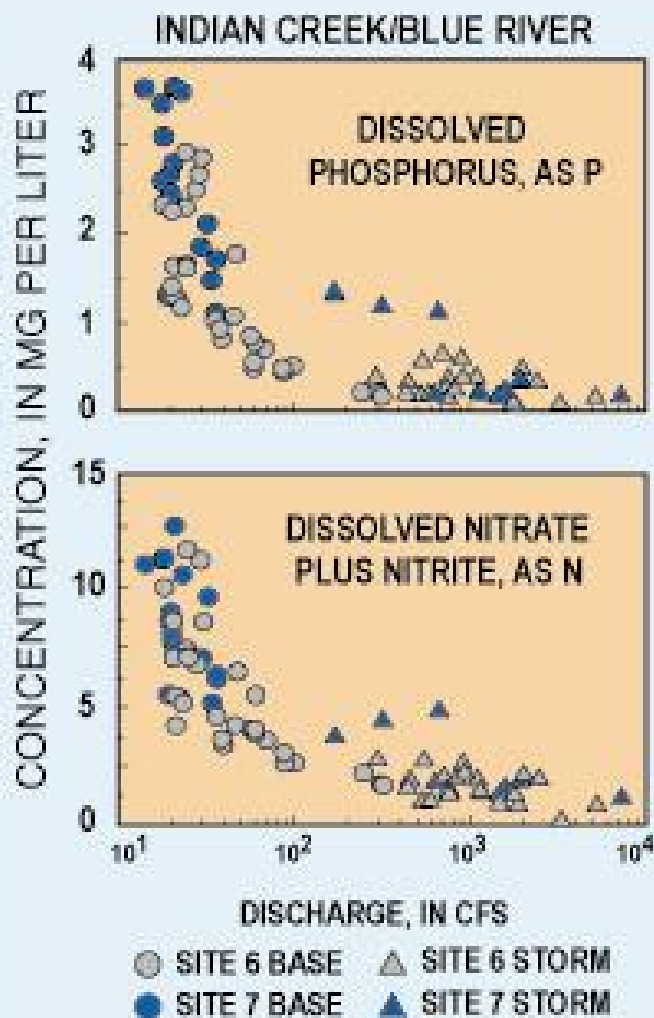 INDIAN CREEK/BLUE RIVER
CONCENTRATION, IN MG PER LITER
4
3
2
1
0
DISSOLVED
PHOSPHORUS, AS P
15
10
5
0
DISSOLVED NITRATE
PLUS NITRITE, AS N
10¹ 10² 10³ 10⁴
DISCHARGE, IN CFS
SITE 6 BASE SITE 6 STORM
SITE 7 BASE SITE 7 STORM